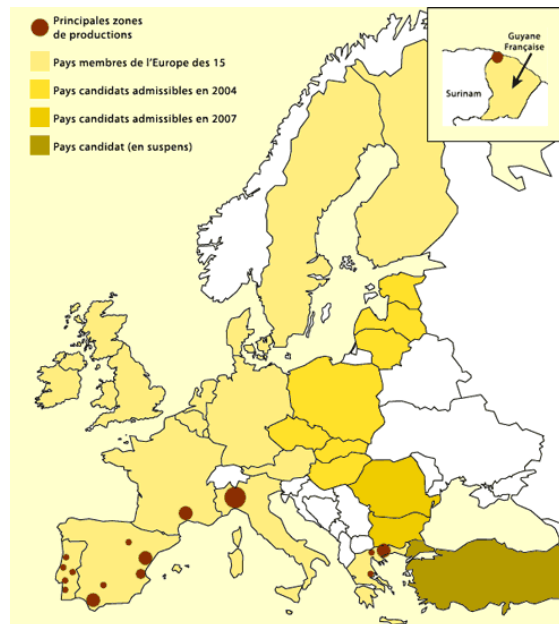 Principales zones
de productions
Pays membres de l'Europe des 15
Pays candidats admissibles en 2004
Pays candidats admissibles en 2007
Pays candidat (en suspens)
Guyane
Française
Surinam